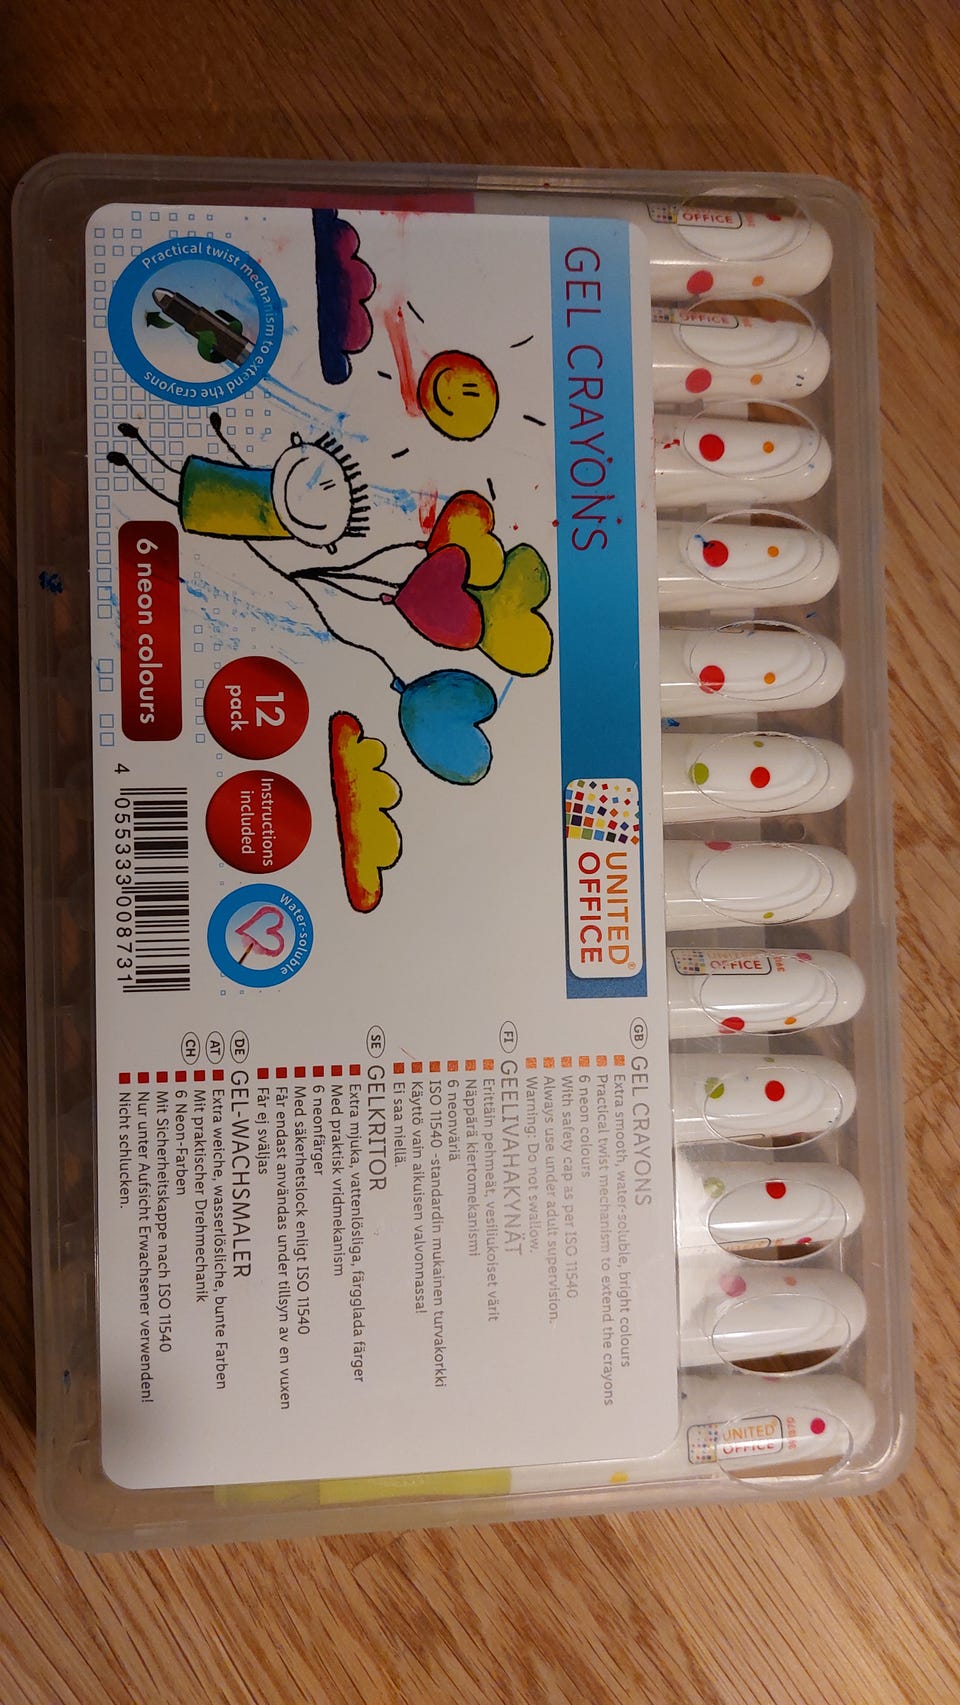 GEL CRAYONS
UNITED
OFFICE®
Practical twist mechanism to extend the crayons
6 neon colours
12
pack
Instructions
included
Water-soluble
4 055333 008731
GB GEL CRAYONS
Extra smooth, water-soluble, bright colours
Practical twist mechanism to extend the crayons
6 neon colours
With safety cap as per ISO 11540
Always use under adult supervision.
Warning: Do not swallow.
FI GEELIVAHAKYNÄT
Erittäin pehmeät, vesiliukoiset värit
Näppärä kiertomekanismi
6 neonväriä
ISO 11540 -standardin mukainen turvakorkki
Käyttö vain aikuisen valvonnassa!
Ei saa niellä.
SE GELKRITOR
Extra mjuka, vattenlösliga, färgglada färger
Med praktisk vridmekanism
6 neonfärger
Med säkerhetslock enligt ISO 11540
Får endast användas under tillsyn av en vuxen
Får ej sväljas
DE AT CH GEL-WACHSMALER
Extra weiche, wasserlösliche, bunte Farben
Mit praktischer Drehmechanik
6 Neon-Farben
Mit Sicherheitskappe nach ISO 11540
Nur unter Aufsicht Erwachsener verwenden!
Nicht schlucken.
OFFICE
OFFICE
OFFICE
UNITED
OFFICE